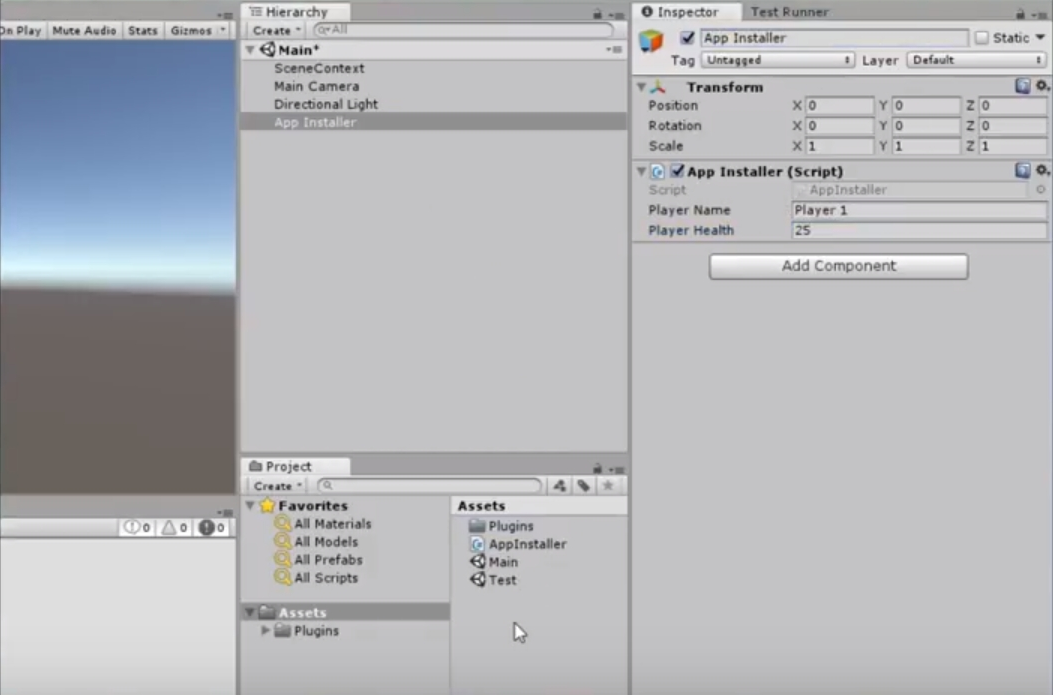 On Play Mute Audio Stats Gizmos
0 0 0
Hierarchy
Create All
Main*
SceneContext
Main Camera
Directional Light
App Installer
Project
Create
Favorites
All Materials
All Models
All Prefabs
All Scripts
Assets
Plugins
Assets
Plugins
AppInstaller
Main
Test
Inspector Test Runner
App Installer Static
Tag Untagged Layer Default
Transform
Position X 0 Y 0 Z 0
Rotation X 0 Y 0 Z 0
Scale X 1 Y 1 Z 1
App Installer (Script)
Script AppInstaller
Player Name Player 1
Player Health 25
Add Component